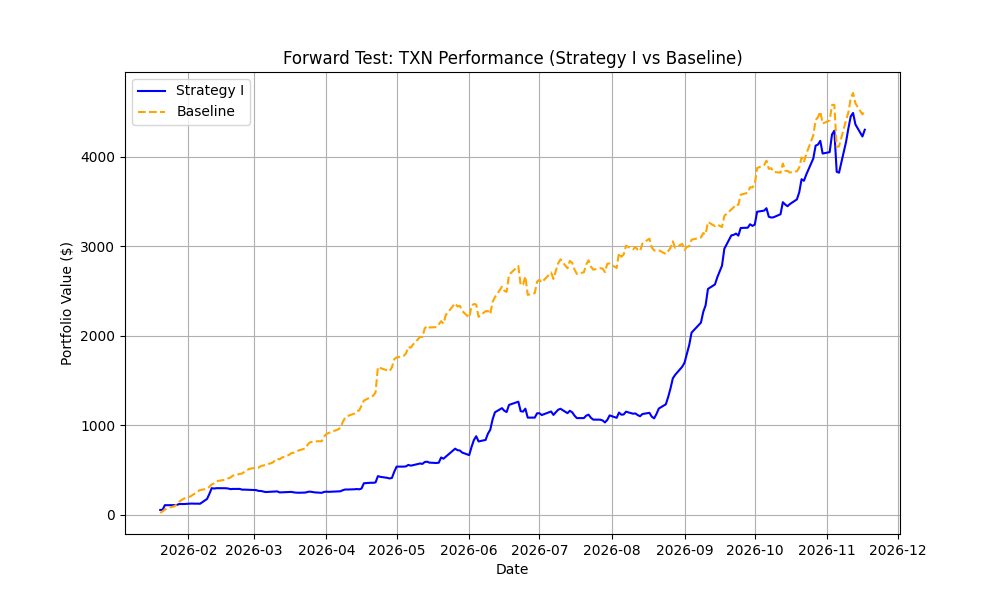 Forward Test: TXN Performance (Strategy I vs Baseline)
Strategy I
Baseline
Portfolio Value ($)
4000
3000
2000
1000
0
2026-02 2026-03 2026-04 2026-05 2026-06 2026-07 2026-08 2026-09 2026-10 2026-11 2026-12
Date